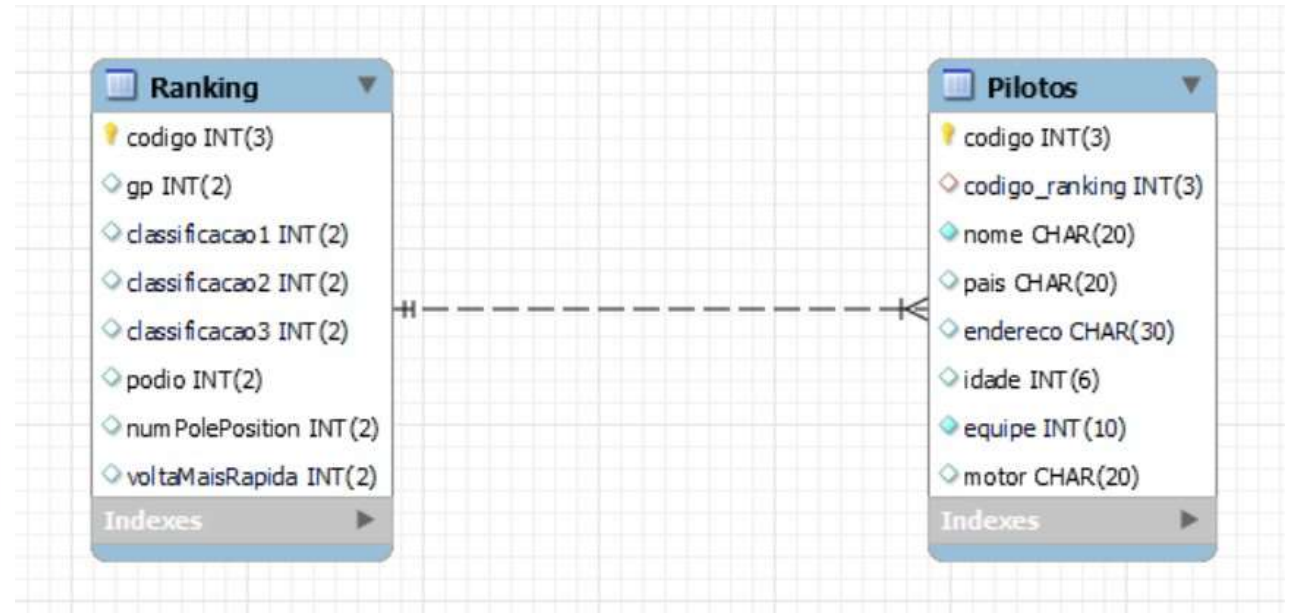 Ranking
codigo INT(3)
gp INT(2)
classificacao1 INT(2)
classificacao2 INT(2)
classificacao3 INT(2)
podio INT(2)
numPolePosition INT(2)
voltaMaisRapida INT(2)
Indexes
Pilotos
codigo INT(3)
codigo_ranking INT(3)
nome CHAR(20)
pais CHAR(20)
endereco CHAR(30)
idade INT(6)
equipe INT(10)
motor CHAR(20)
Indexes